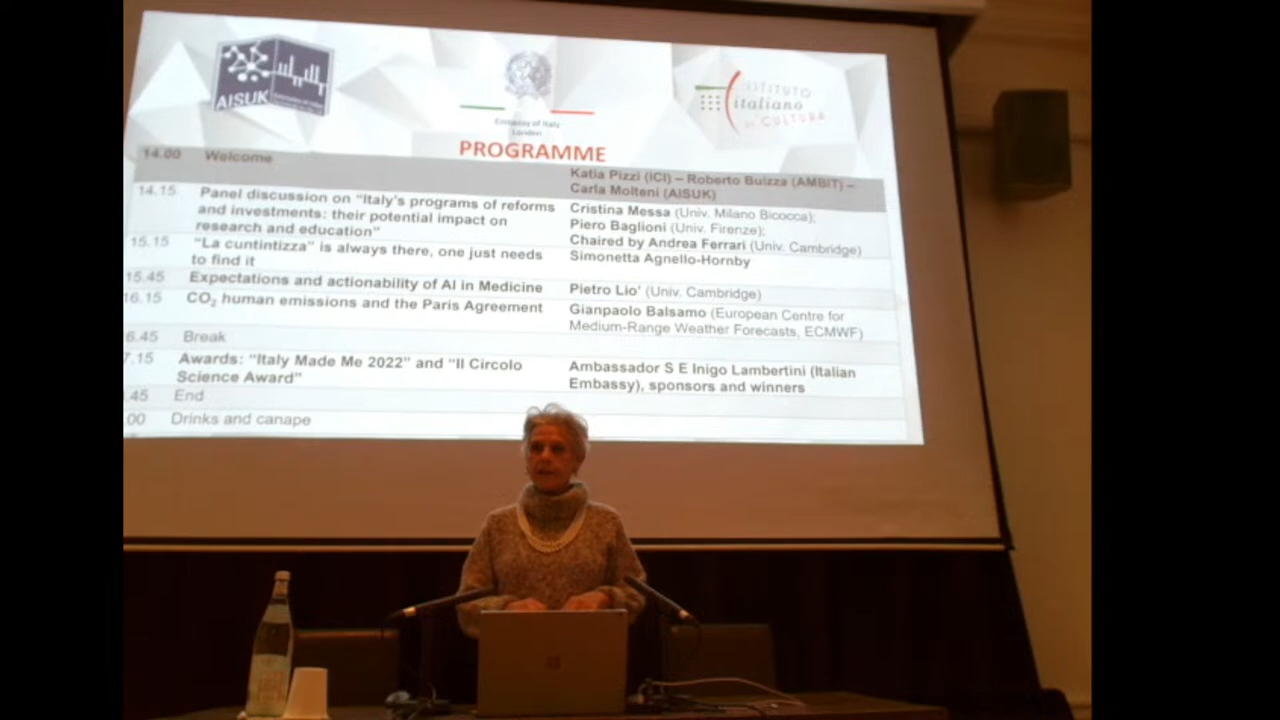 AISUK
Embassy of Italy
London
ISTITUTO
italiano
DI CULTURA
PROGRAMME
14.00 Welcome Katia Pizzi (ICI) – Roberto Buizza (AMBIT) –
Carla Molteni (AISUK)
14.15 Panel discussion on “Italy’s programs of reforms
and investments: their potential impact on
research and education”
Cristina Messa (Univ. Milano Bicocca);
Piero Baglioni (Univ. Firenze);
Chaired by Andrea Ferrari (Univ. Cambridge)
15.15 “La cuntintizza” is always there, one just needs
to find it
Simonetta Agnello-Hornby
15.45 Expectations and actionability of AI in Medicine Pietro Lio‘ (Univ. Cambridge)
16.15 CO₂ human emissions and the Paris Agreement Gianpaolo Balsamo (European Centre for
Medium-Range Weather Forecasts, ECMWF)
6.45 Break
7.15 Awards: “Italy Made Me 2022” and “Il Circolo
Science Award”
Ambassador S E Inigo Lambertini (Italian
Embassy), sponsors and winners
.45 End
.00 Drinks and canape